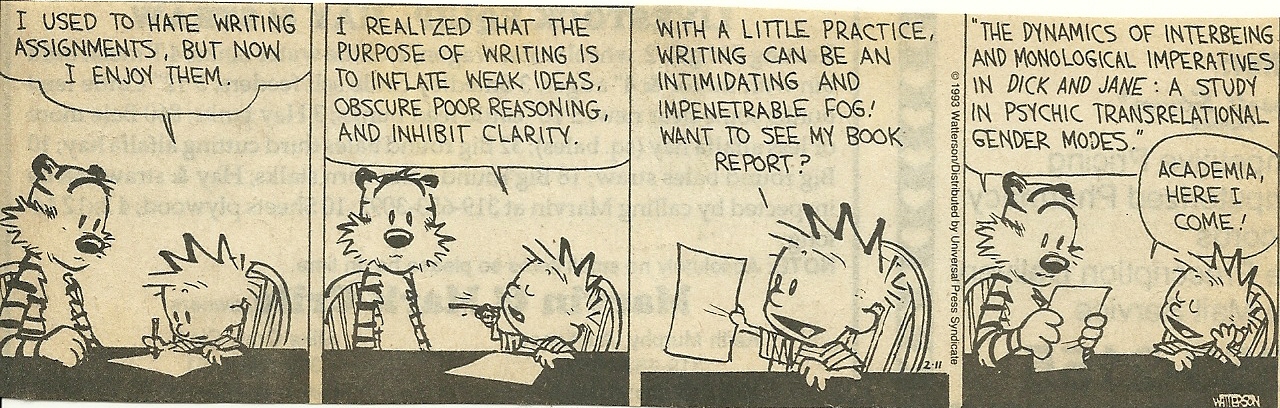 I USED TO HATE WRITING
ASSIGNMENTS, BUT NOW
I ENJOY THEM.
I REALIZED THAT THE
PURPOSE OF WRITING IS
TO INFLATE WEAK IDEAS,
OBSCURE POOR REASONING,
AND INHIBIT CLARITY.
WITH A LITTLE PRACTICE,
WRITING CAN BE AN
INTIMIDATING AND
IMPENETRABLE FOG!
WANT TO SEE MY BOOK
REPORT?
© 1993 Watterson/Distributed by Universal Press Syndicate
2-11
"THE DYNAMICS OF INTERBEING
AND MONOLOGICAL IMPERATIVES
IN DICK AND JANE : A STUDY
IN PSYCHIC TRANSRELATIONAL
GENDER MODES."
ACADEMIA,
HERE I
COME!
WATTERSON